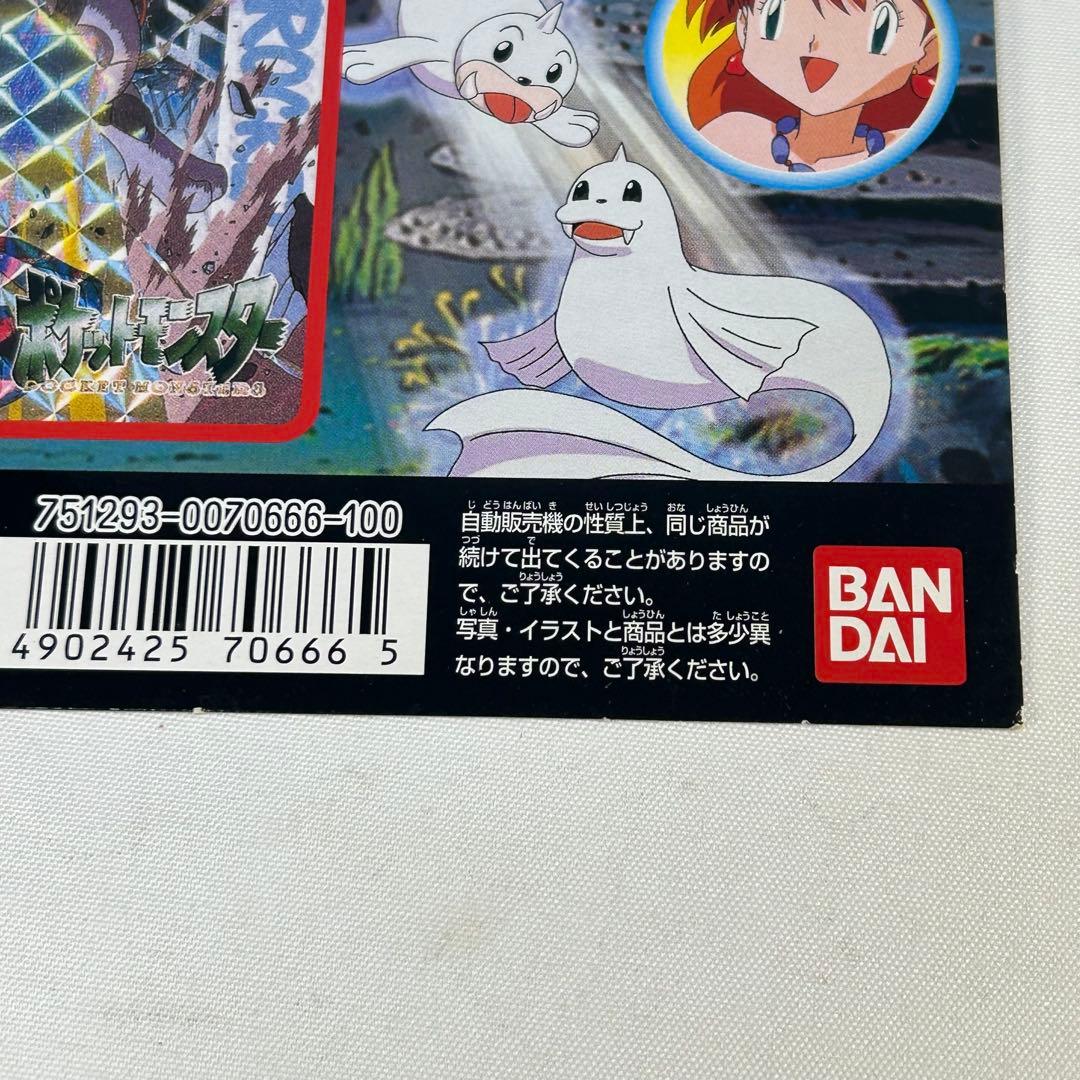 ROM
ポケットモンスター
POCKET MONSTERS
751293-0070666-100
4902425 70666 5
自動販売機の性質上、同じ商品が
続けて出てくることがありますの
で、ご了承ください。
写真・イラストと商品とは多少異
なりますので、ご了承ください。
BAN
DAI